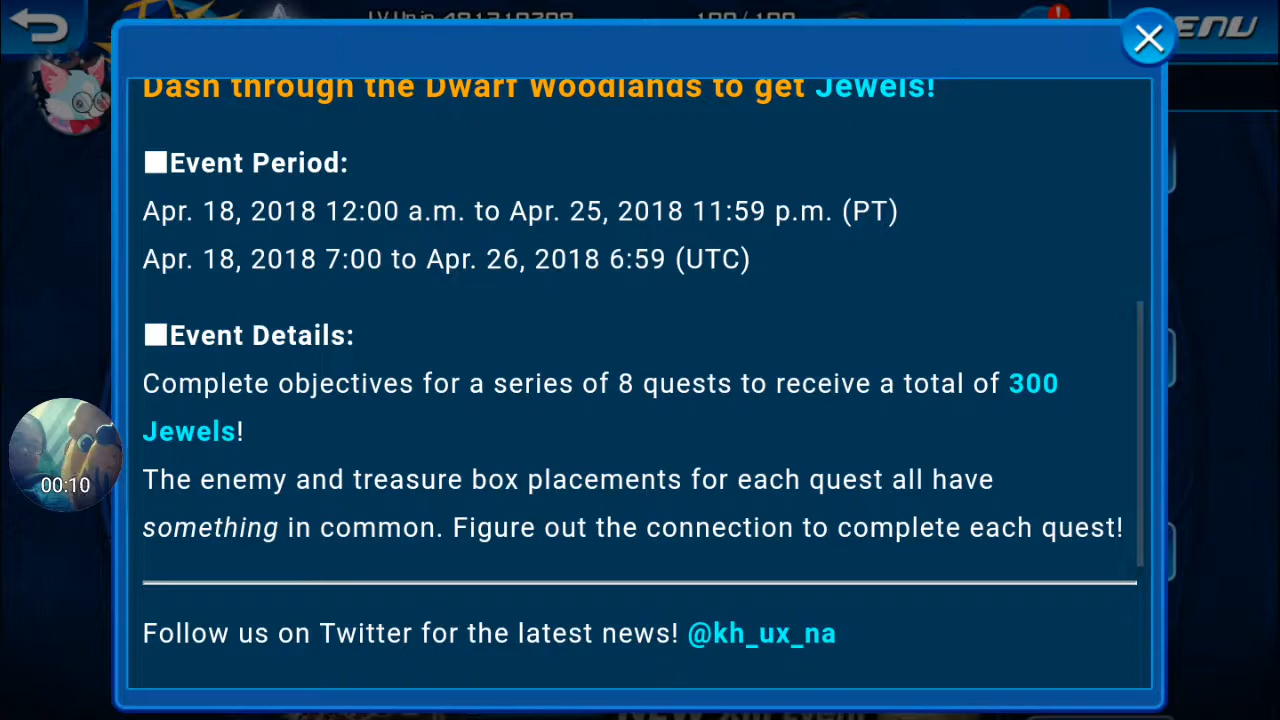 Dash through the Dwarf Woodlands to get Jewels!
■Event Period:
Apr. 18, 2018 12:00 a.m. to Apr. 25, 2018 11:59 p.m. (PT)
Apr. 18, 2018 7:00 to Apr. 26, 2018 6:59 (UTC)
■Event Details:
Complete objectives for a series of 8 quests to receive a total of 300
Jewels!
The enemy and treasure box placements for each quest all have
something in common. Figure out the connection to complete each quest!
Follow us on Twitter for the latest news! @kh_ux_na
00:10